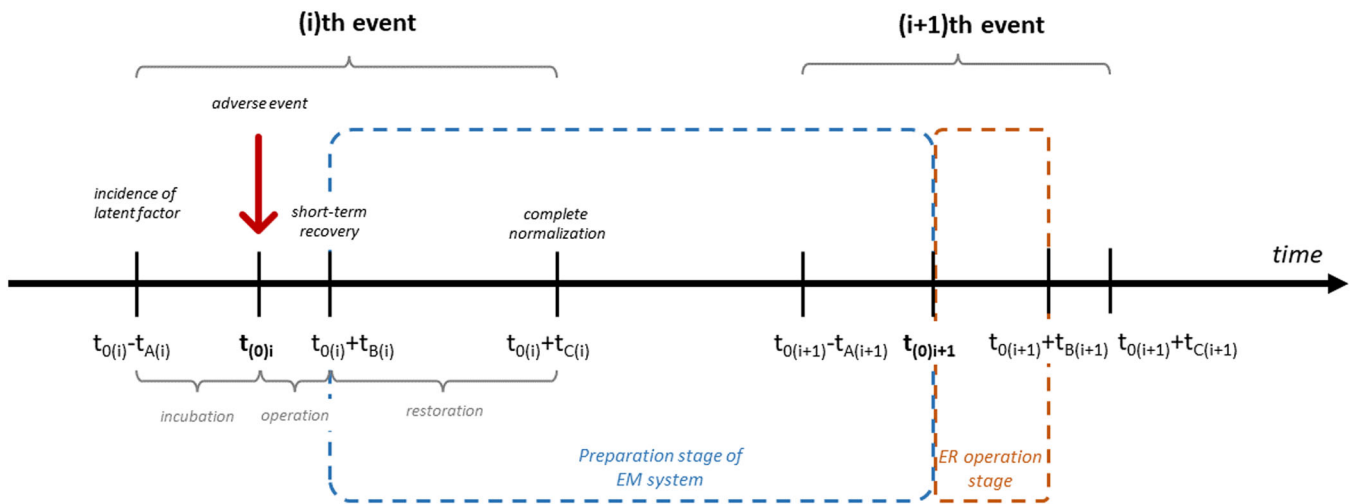 (i)th event
(i+1)th event
adverse event
incidence of
latent factor
short-term
recovery
complete
normalization
time
t0(i)-tA(i)
t(0)i
t0(i)+tB(i)
t0(i)+tC(i)
t0(i+1)-tA(i+1)
t(0)i+1
t0(i+1)+tB(i+1)
t0(i+1)+tC(i+1)
incubation
operation
restoration
Preparation stage of
EM system
ER operation
stage